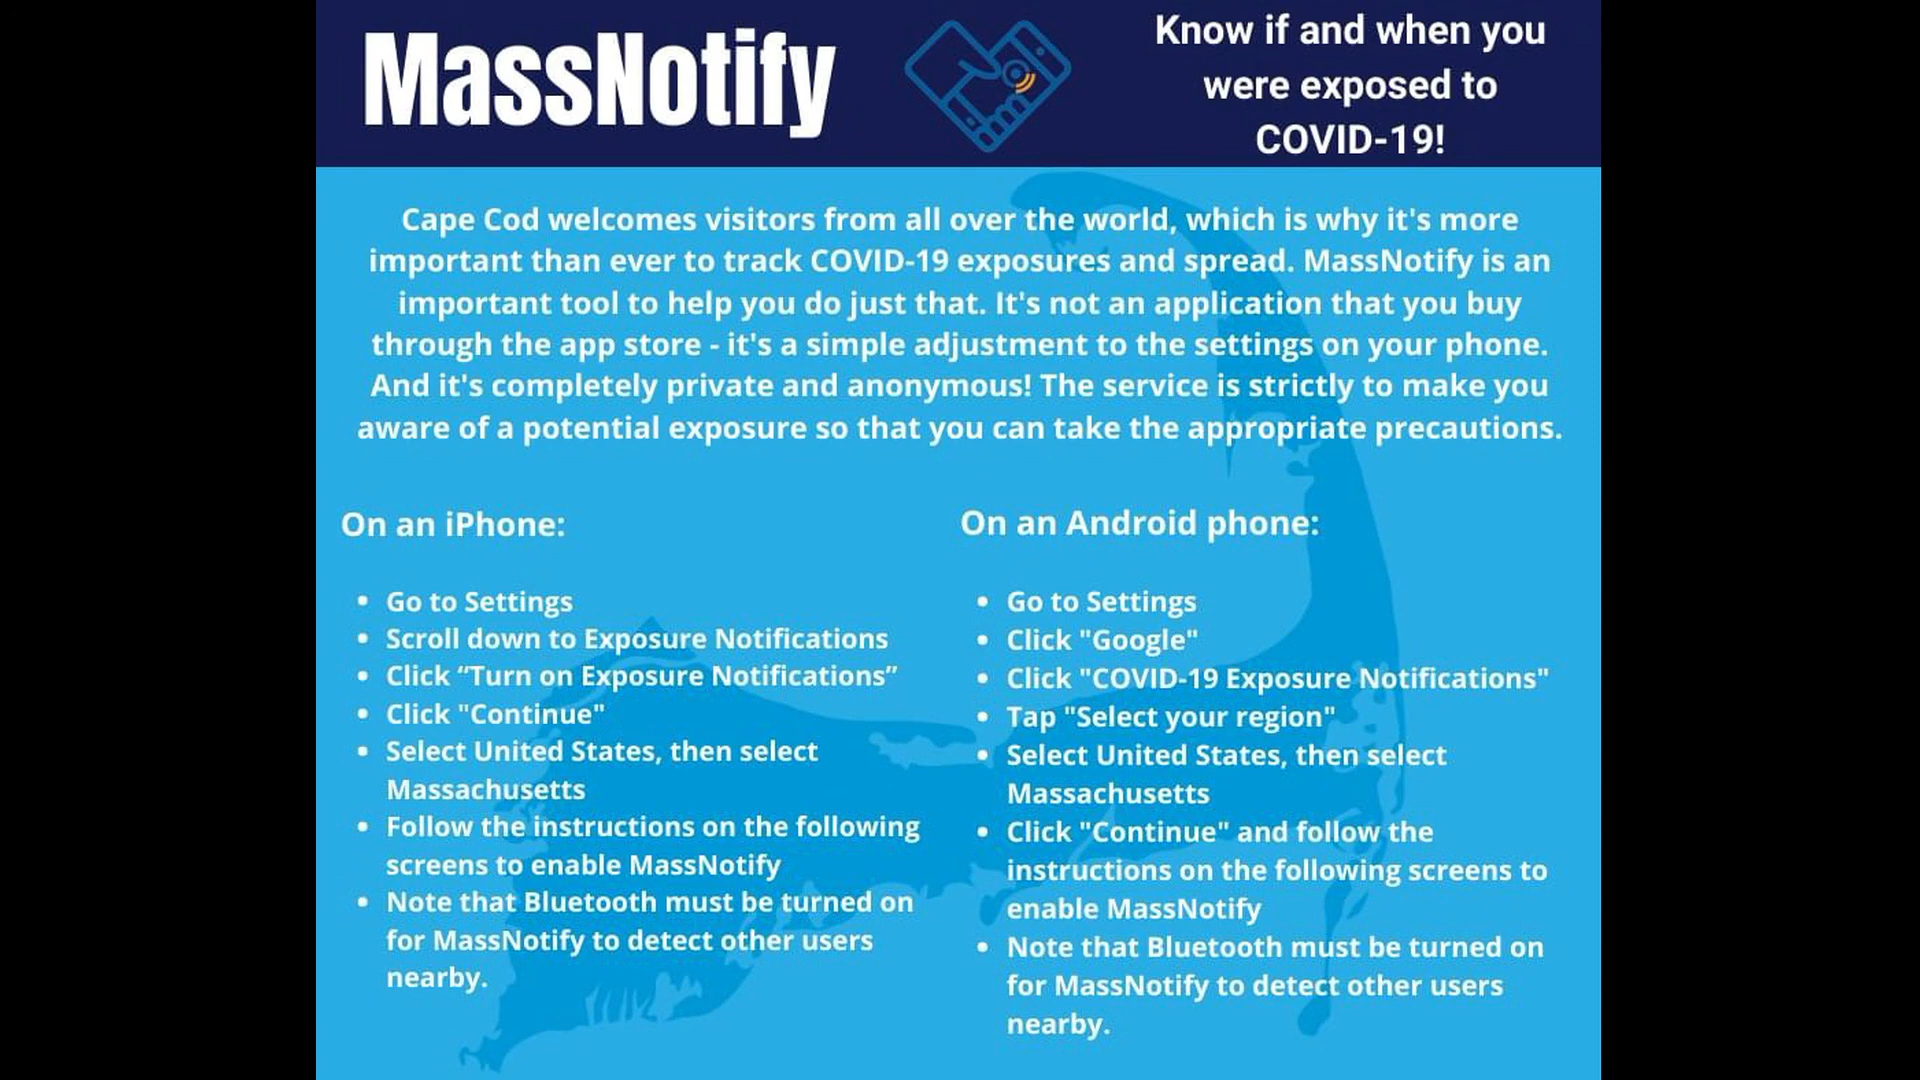 MassNotify
Know if and when you
were exposed to
COVID-19!
Cape Cod welcomes visitors from all over the world, which is why it's more
important than ever to track COVID-19 exposures and spread. MassNotify is an
important tool to help you do just that. It's not an application that you buy
through the app store - it's a simple adjustment to the settings on your phone.
And it's completely private and anonymous! The service is strictly to make you
aware of a potential exposure so that you can take the appropriate precautions.
On an iPhone:
• Go to Settings
• Scroll down to Exposure Notifications
• Click “Turn on Exposure Notifications”
• Click "Continue"
• Select United States, then select
Massachusetts
• Follow the instructions on the following
screens to enable MassNotify
• Note that Bluetooth must be turned on
for MassNotify to detect other users
nearby.
On an Android phone:
• Go to Settings
• Click "Google"
• Click "COVID-19 Exposure Notifications"
• Tap "Select your region"
• Select United States, then select
Massachusetts
• Click "Continue" and follow the
instructions on the following screens to
enable MassNotify
• Note that Bluetooth must be turned on
for MassNotify to detect other users
nearby.